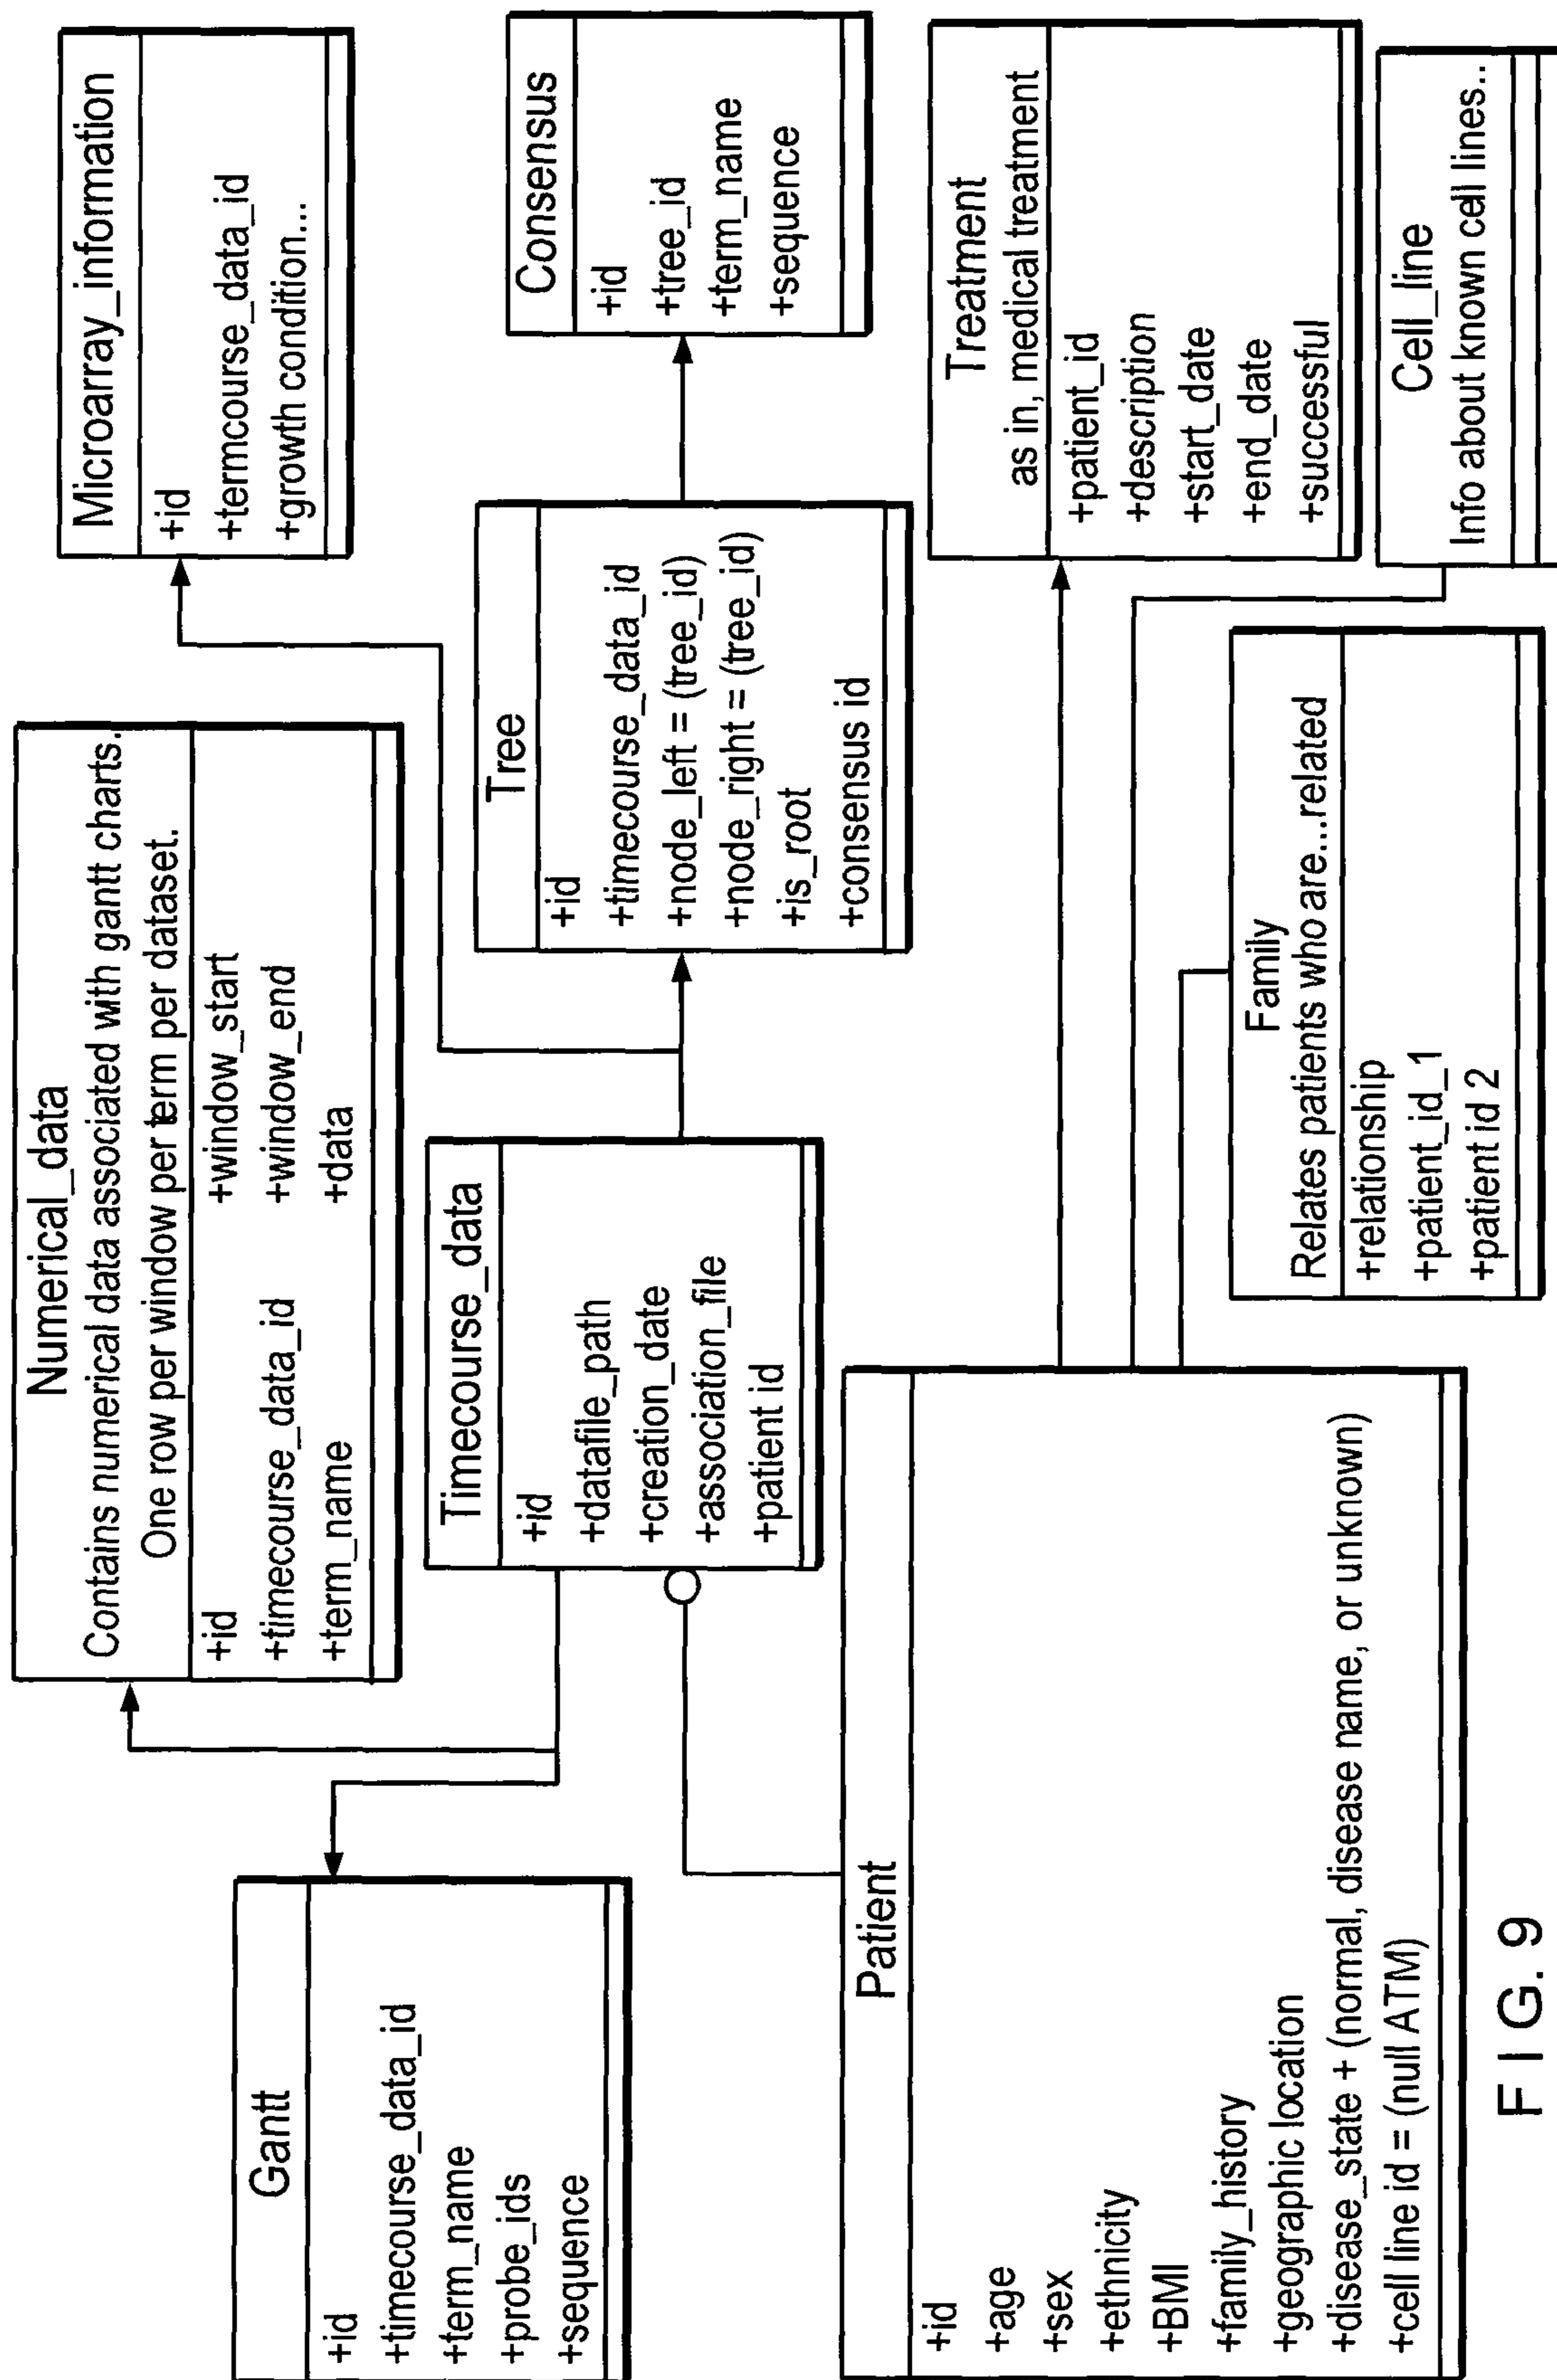 Gantt
+id
+timecourse_data_id
+term_name
+probe_ids
+sequence
Numerical_data
Contains numerical data associated with gantt charts.
One row per window per term per dataset.
+id
+timecourse_data_id
+term_name
+window_start
+window_end
+data
Microarray_information
+id
+termcourse_data_id
+growth condition...
Timecourse_data
+id
+datafile_path
+creation_date
+association_file
+patient id
Tree
+id
+timecourse_data_id
+node_left = (tree_id)
+node_right = (tree_id)
+is_root
+consensus id
Consensus
+id
+tree_id
+term_name
+sequence
Patient
+id
+age
+sex
+ethnicity
+BMI
+family_history
+geographic location
+disease_state + (normal, disease name, or unknown)
+cell line id = (null ATM)
Treatment
as in, medical treatment
+patient_id
+description
+start_date
+end_date
+successful
Family
Relates patients who are...related
+relationship
+patient_id_1
+patient id 2
Cell_line
Info about known cell lines...
FIG. 9